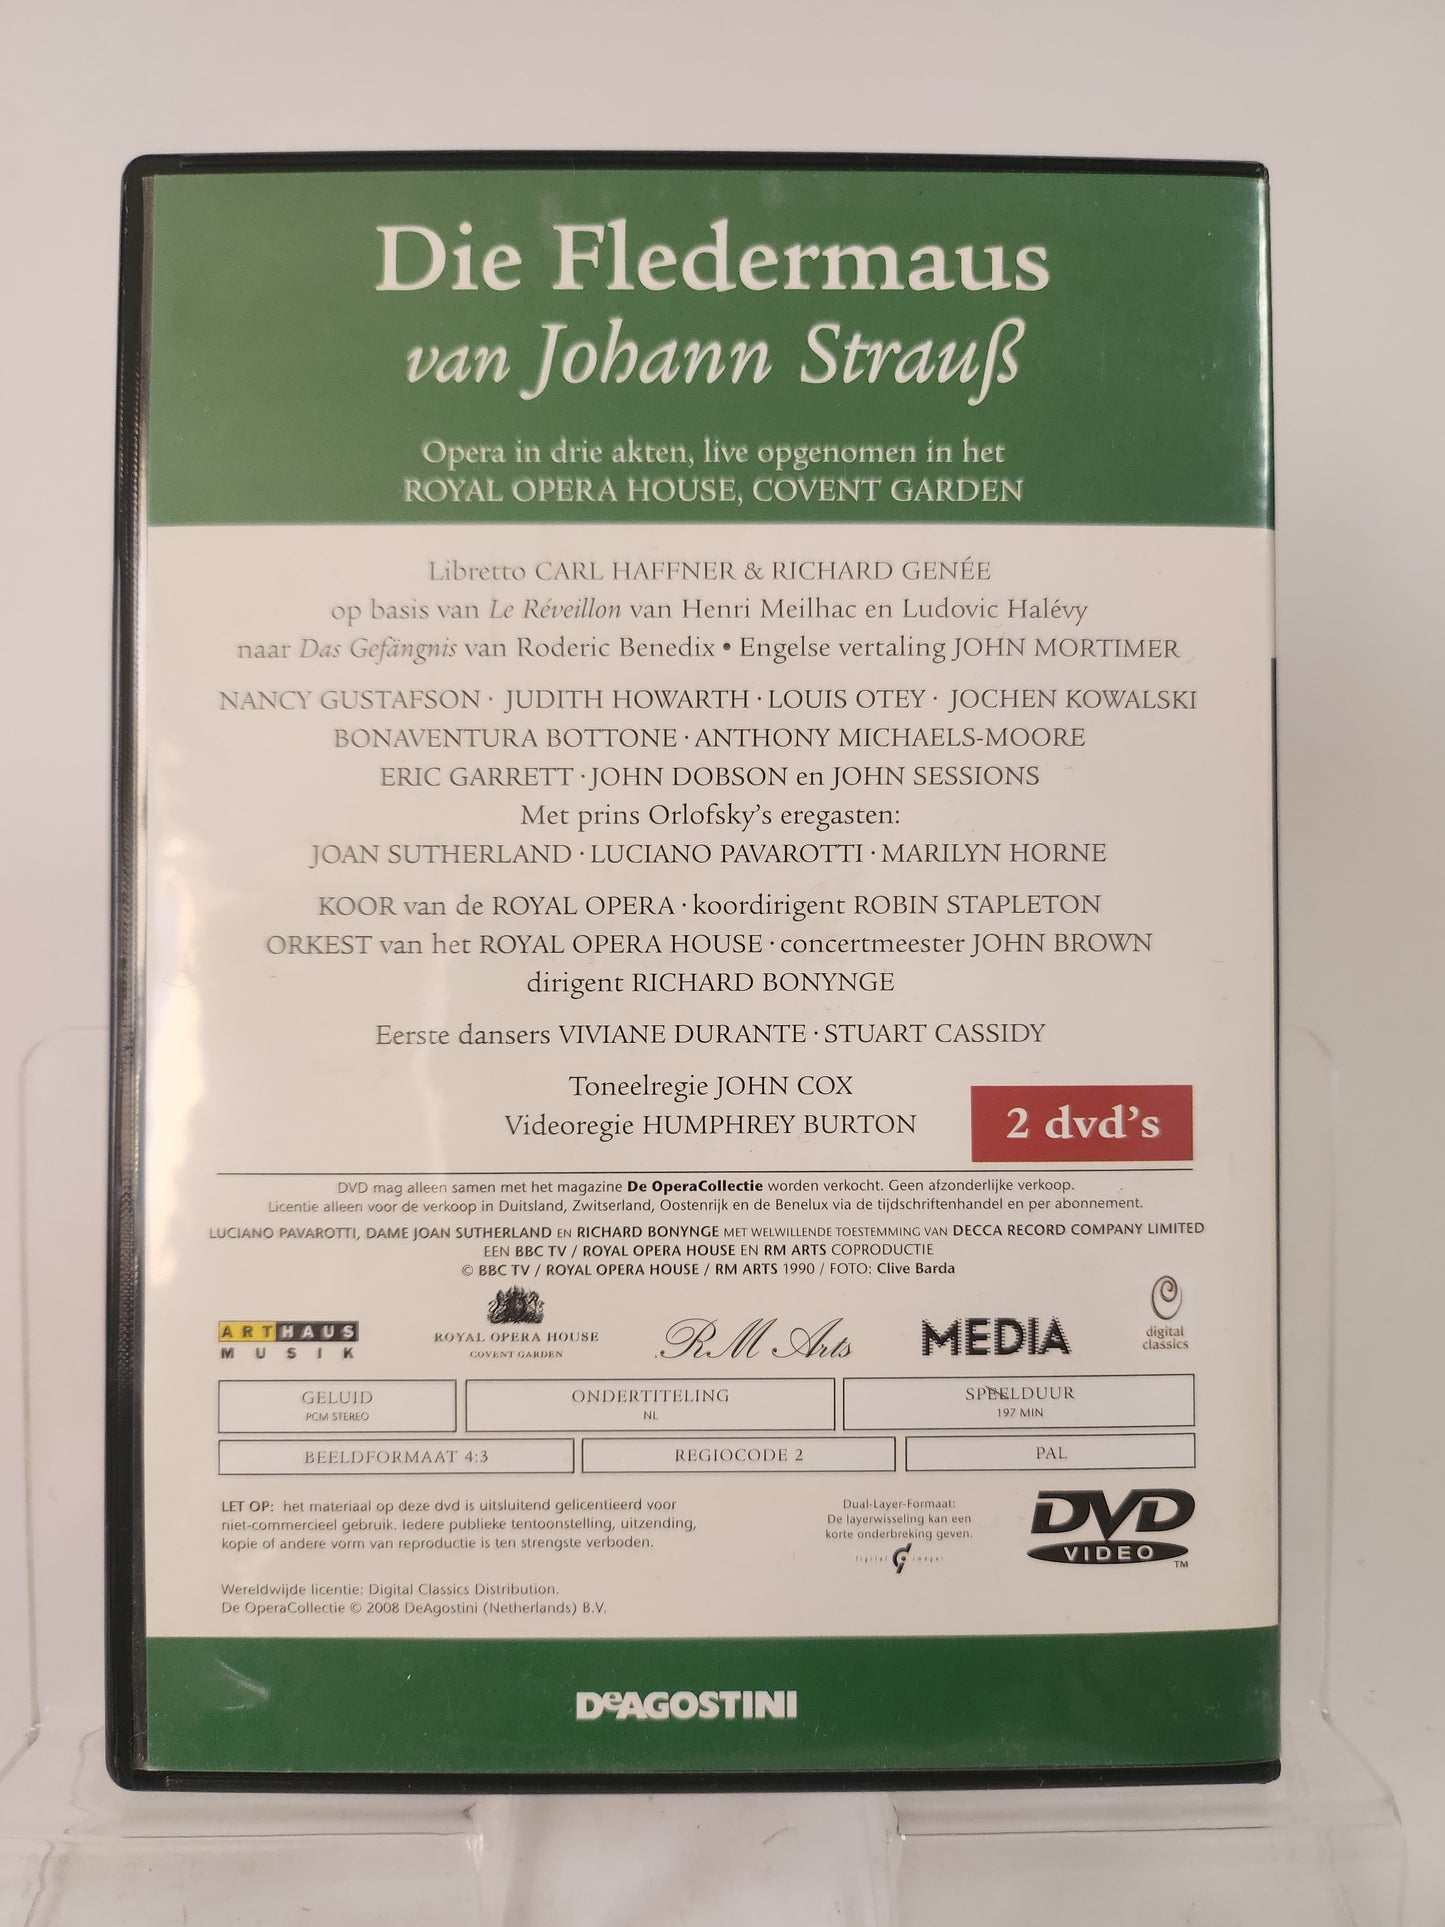 Die Fledermaus
van Johann Strauß
Opera in drie akten, live opgenomen in het
ROYAL OPERA HOUSE, COVENT GARDEN
Libretto CARL HAFFNER & RICHARD GENÉE
op basis van Le Réveillon van Henri Meilhac en Ludovic Halévy
naar Das Gefängnis van Roderic Benedix • Engelse vertaling JOHN MORTIMER
NANCY GUSTAFSON · JUDITH HOWARTH · LOUIS OTEY · JOCHEN KOWALSKI
BONAVENTURA BOTTONE · ANTHONY MICHAELS-MOORE
ERIC GARRETT · JOHN DOBSON en JOHN SESSIONS
Met prins Orlofsky's eregasten:
JOAN SUTHERLAND · LUCIANO PAVAROTTI · MARILYN HORNE
KOOR van de ROYAL OPERA · koordirigent ROBIN STAPLETON
ORKEST van het ROYAL OPERA HOUSE · concertmeester JOHN BROWN
dirigent RICHARD BONYNGE
Eerste dansers VIVIANE DURANTE · STUART CASSIDY
Toneelregie JOHN COX
Videoregie HUMPHREY BURTON
2 dvd's
DVD mag alleen samen met het magazine De OperaCollectie worden verkocht. Geen afzonderlijke verkoop.
Licentie alleen voor de verkoop in Duitsland, Zwitserland, Oostenrijk en de Benelux via de tijdschriftenhandel en per abonnement.
LUCIANO PAVAROTTI, DAME JOAN SUTHERLAND EN RICHARD BONYNGE MET WELWILLENDE TOESTEMMING VAN DECCA RECORD COMPANY LIMITED
EEN BBC TV / ROYAL OPERA HOUSE EN RM ARTS COPRODUCTIE
© BBC TV / ROYAL OPERA HOUSE / RM ARTS 1990 / FOTO: Clive Barda
ARTHAUS
MUSIK
ROYAL OPERA HOUSE
COVENT GARDEN
RM Arts
MEDIA
digital
classics
GELUID
PCM STEREO
ONDERTITELING
NL
SPEELDUUR
197 MIN
BEELDFORMAAT 4:3
REGIOCODE 2
PAL
LET OP: het materiaal op deze dvd is uitsluitend gelicentieerd voor
niet-commercieel gebruik. Iedere publieke tentoonstelling, uitzending,
kopie of andere vorm van reproductie is ten strengste verboden.
Dual-Layer-Formaat:
De layerwisseling kan een
korte onderbreking geven.
digital images
DVD
VIDEO
TM
Wereldwijde licentie: Digital Classics Distribution.
De OperaCollectie © 2008 DeAgostini (Netherlands) B.V.
DeAGOSTINI